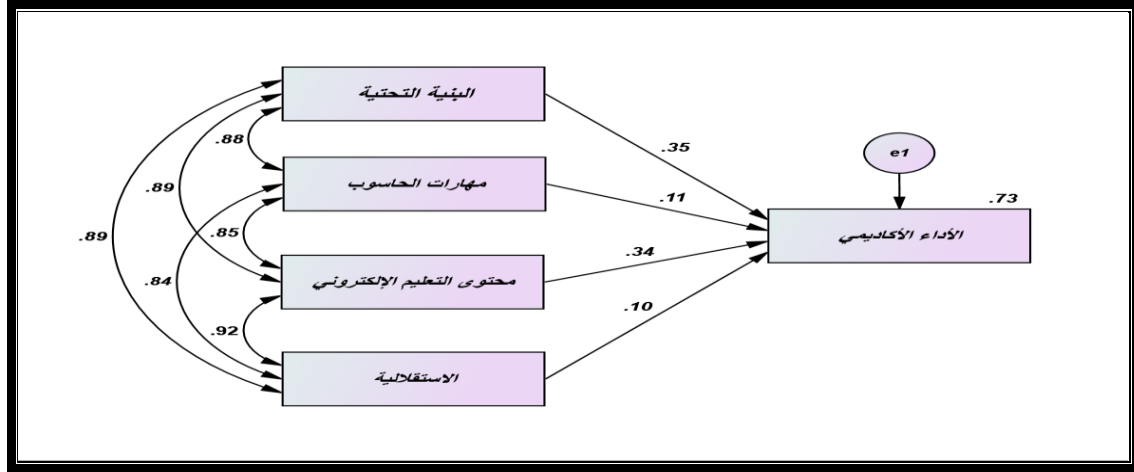 البنية التحتية
.88
.35
e1
مهارات الحاسوب
.89
.11
.73
.89
.85
الأداء الأكاديمي
محتوى التعليم الإلكتروني
.34
.84
.92
.10
الاستقلالية